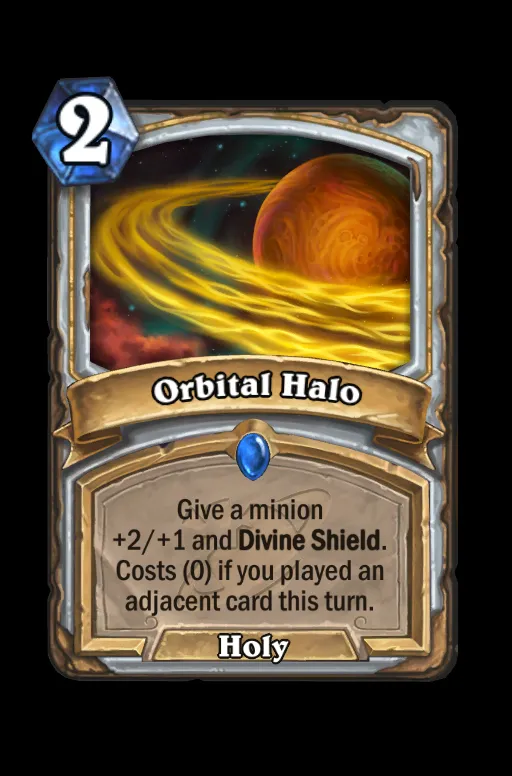 2
Orbital Halo
Give a minion
+2/+1 and Divine Shield.
Costs (0) if you played an
adjacent card this turn.
Holy